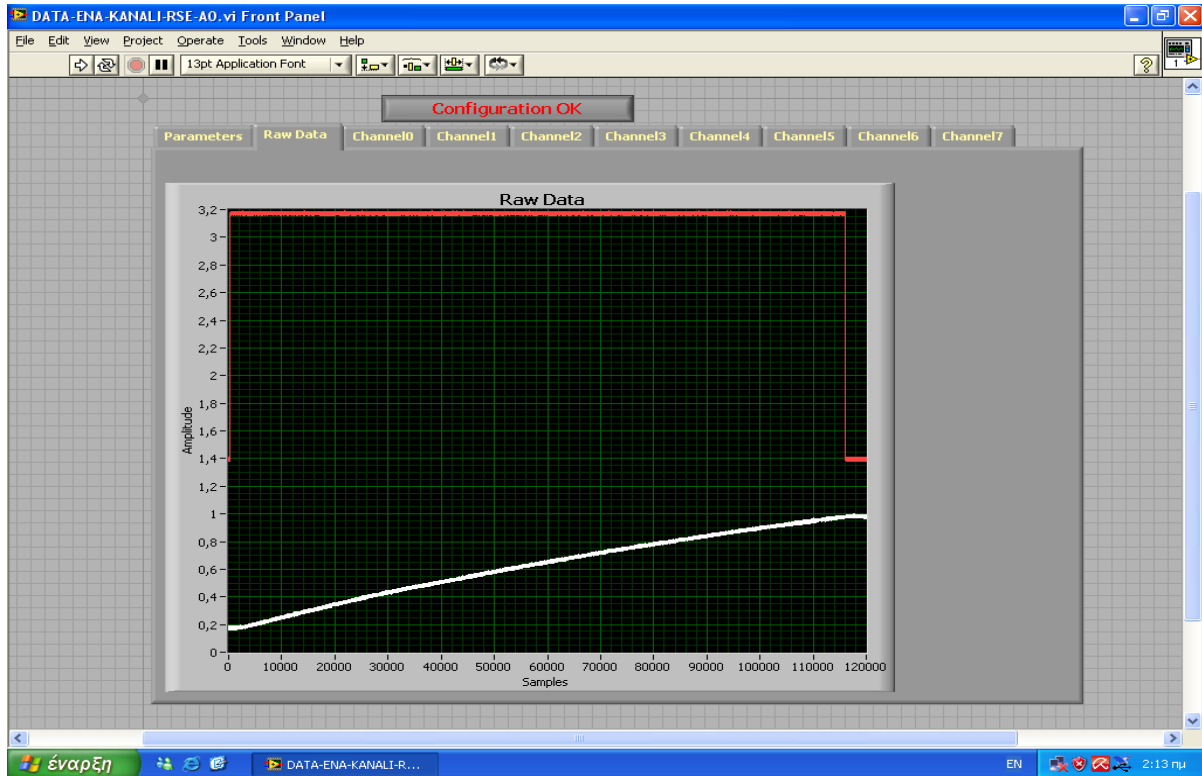 DATA-ENA-KANALI-RSE-A0.vi Front Panel
File Edit View Project Operate Tools Window Help
13pt Application Font
1
Configuration OK
Parameters Raw Data Channel0 Channel1 Channel2 Channel3 Channel4 Channel5 Channel6 Channel7
Raw Data
3,2
3
2,8
2,6
2,4
2,2
2
1,8
1,6
1,4
1,2
1
0,8
0,6
0,4
0,2
0
Amplitude
0 10000 20000 30000 40000 50000 60000 70000 80000 90000 100000 110000 120000
Samples
έναρξη DATA-ENA-KANALI-R... EN 2:13 πμ